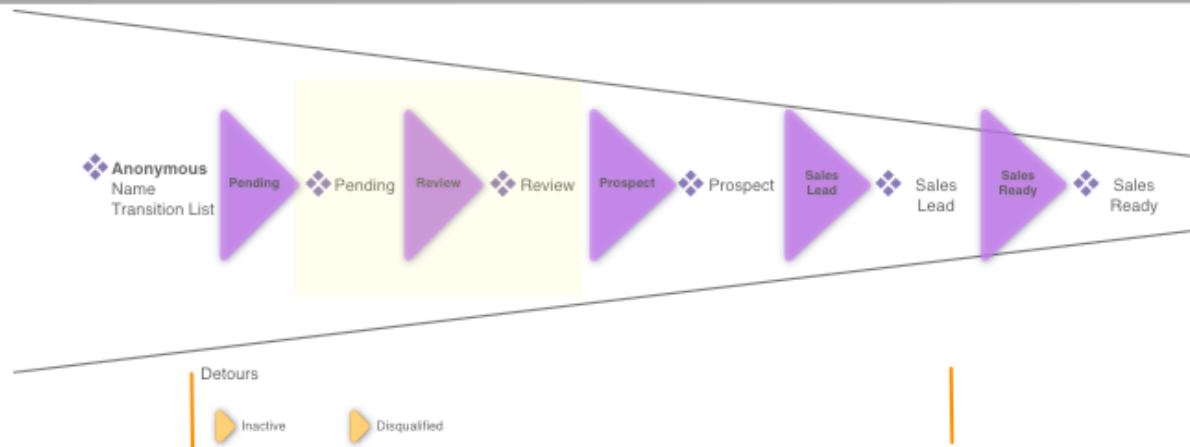 Anonymous
Name
Transition List
Pending
Pending
Review
Review
Prospect
Prospect
Sales
Lead
Sales
Lead
Sales
Ready
Sales
Ready
Detours
Inactive
Disqualified